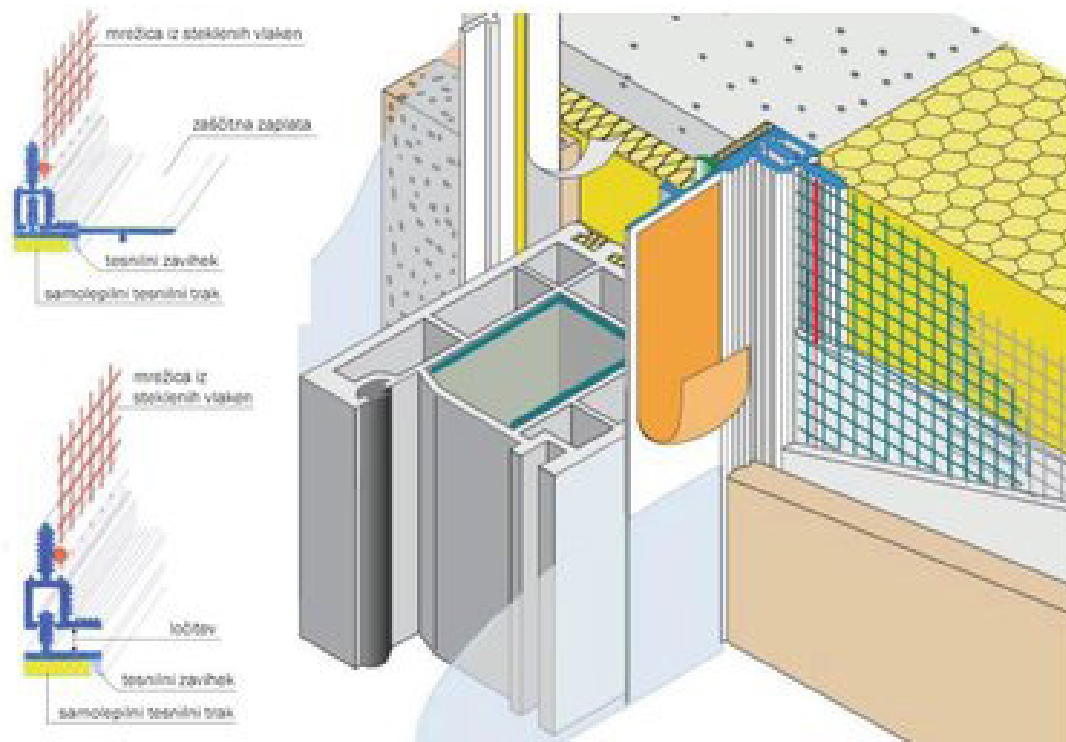 mrežica iz steklenih vlaken
zaščitna zaplata
tesnilni zavihek
samolepilni tesnilni trak
mrežica iz
steklenih vlaken
ločitev
tesnilni zavihek
samolepilni tesnilni trak